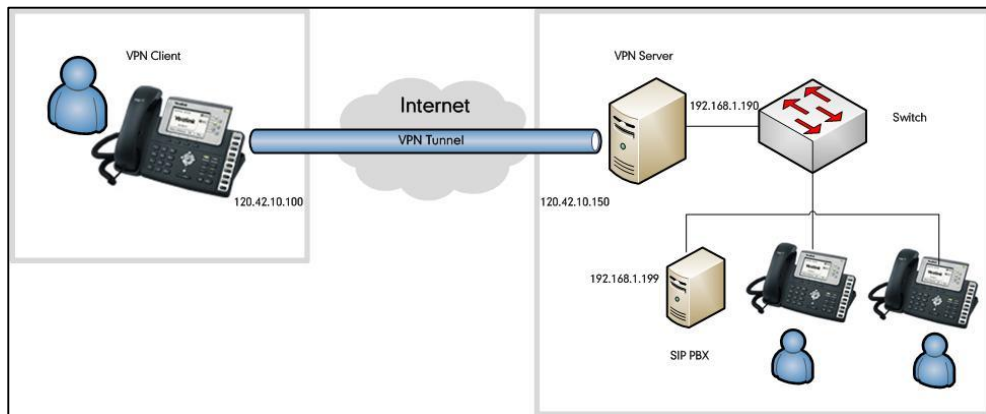 VPN Client
Internet
VPN Tunnel
120.42.10.100
VPN Server
192.168.1.190
Switch
120.42.10.150
192.168.1.199
SIP PBX